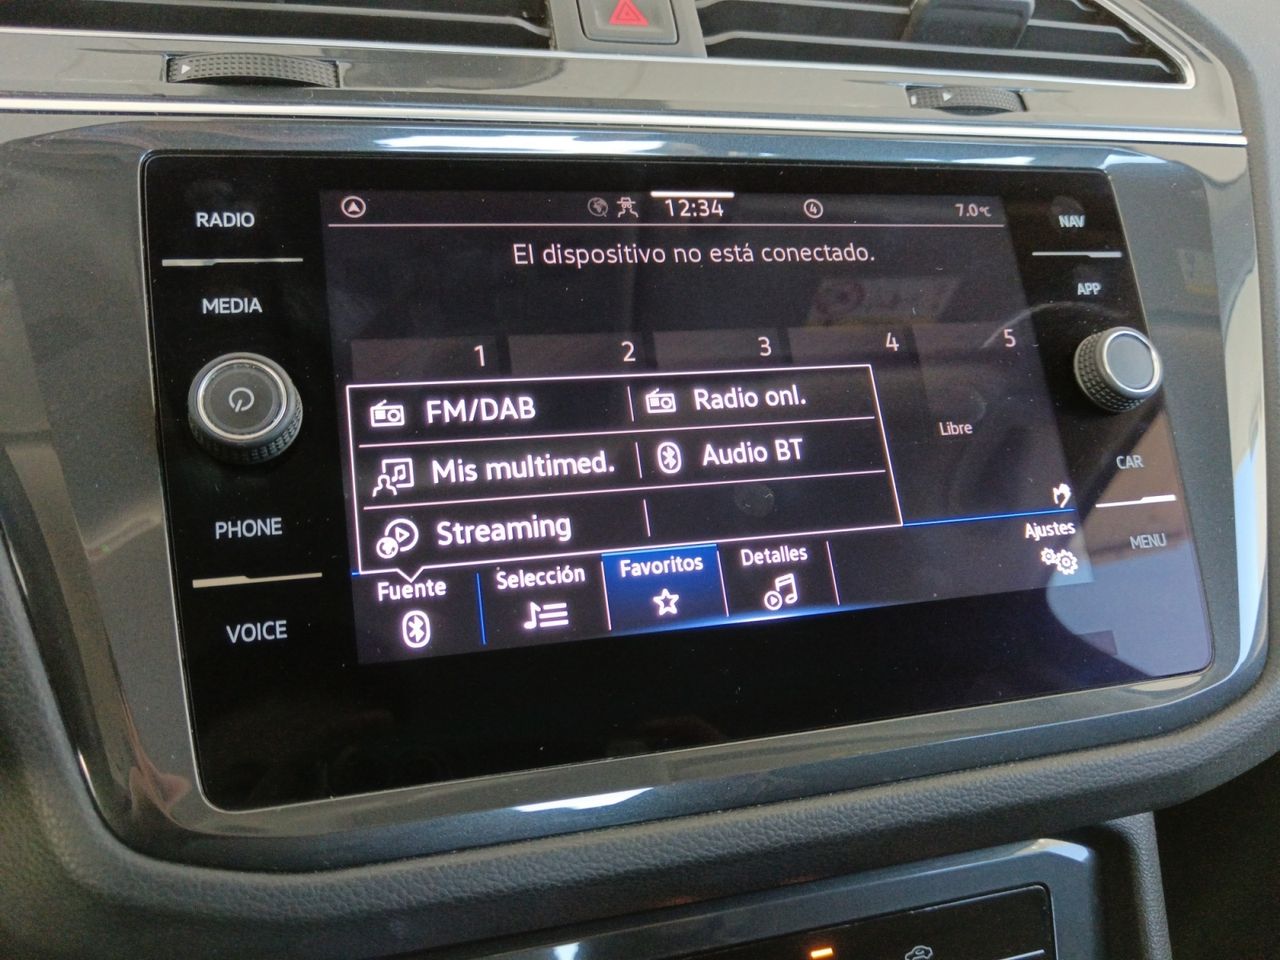 RADIO
MEDIA
PHONE
VOICE
12:34
4
7.0°C
El dispositivo no está conectado.
1 2 3 4 5
FM/DAB Radio onl.
Mis multimed. Audio BT
Streaming
Libre
Fuente Selección Favoritos Detalles Ajustes
NAV
APP
CAR
MENU